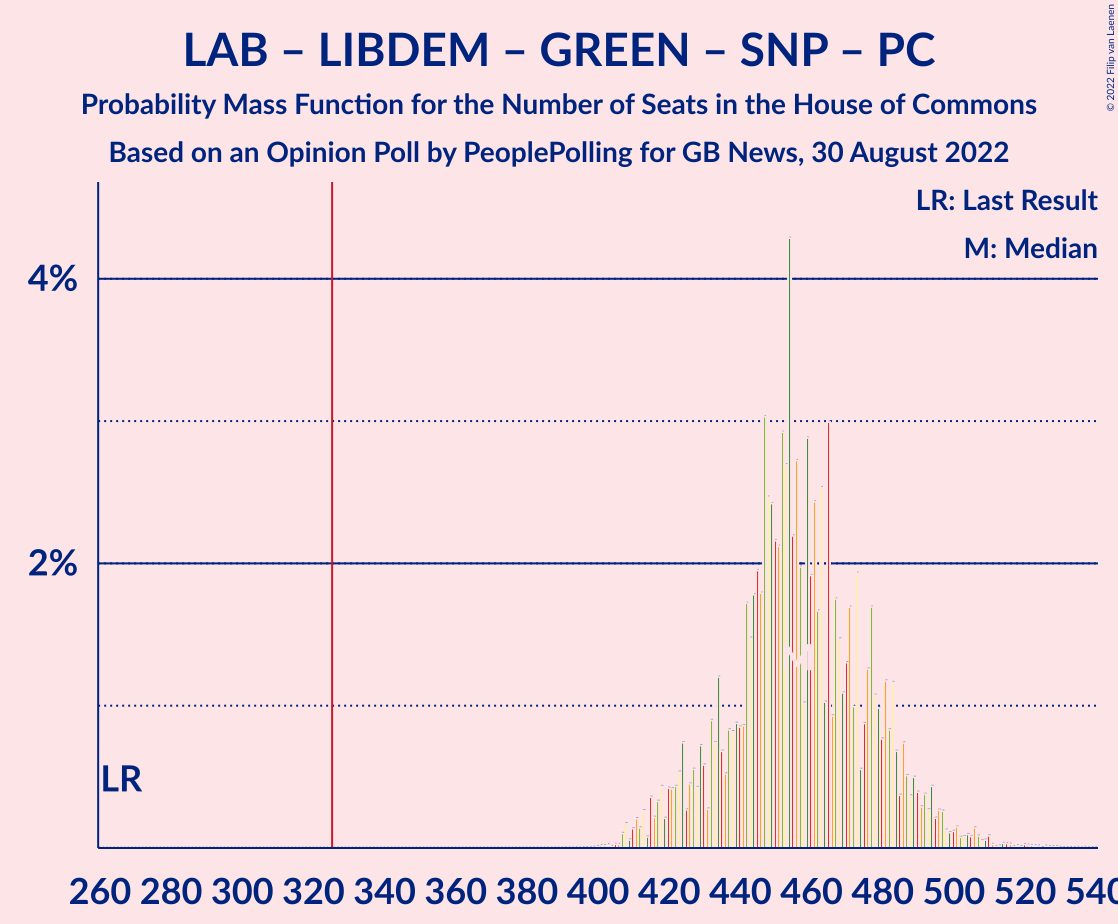 LAB – LIBDEM – GREEN – SNP – PC
Probability Mass Function for the Number of Seats in the House of Commons
Based on an Opinion Poll by PeoplePolling for GB News, 30 August 2022
© 2022 Filip van Laenen
LR: Last Result
M: Median
4%
2%
LR
M
260 280 300 320 340 360 380 400 420 440 460 480 500 520 540